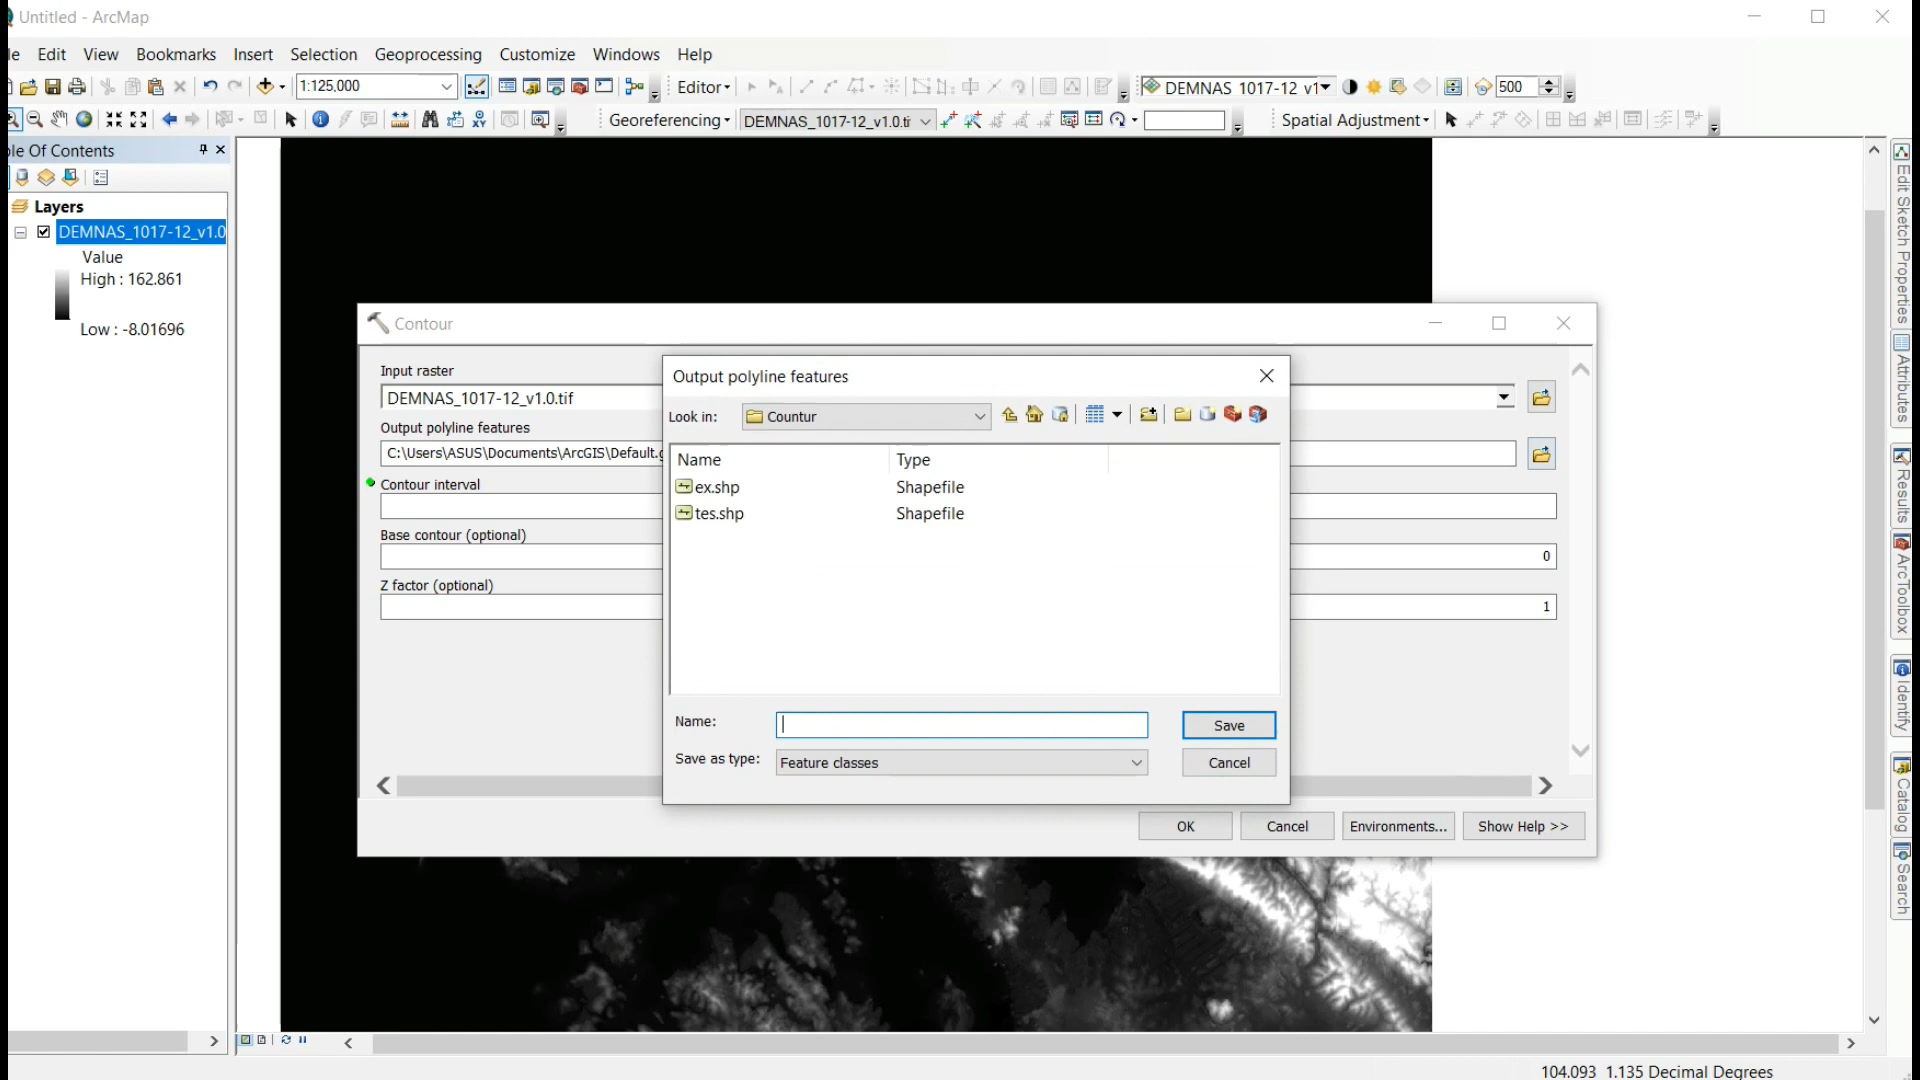 Untitled - ArcMap
le Edit View Bookmarks Insert Selection Geoprocessing Customize Windows Help
1:125,000
Editor
DEMNAS 1017-12 v1
500
Georeferencing
DEMNAS_1017-12_v1.0.ti
Spatial Adjustment
ble Of Contents
Layers
DEMNAS_1017-12_v1.0
Value
High : 162.861
Low : -8.01696
Contour
Input raster
DEMNAS_1017-12_v1.0.tif
Output polyline features
C:\Users\ASUS\Documents\ArcGIS\Default.g
Contour interval
Base contour (optional)
0
Z factor (optional)
1
OK
Cancel
Environments...
Show Help >>
Output polyline features
Look in:
Countur
Name Type
ex.shp Shapefile
tes.shp Shapefile
Name:
Save
Save as type:
Feature classes
Cancel
Edit Sketch Properties
Attributes
Results
ArcToolbox
Identify
Catalog
Search
104.093 1.135 Decimal Degrees